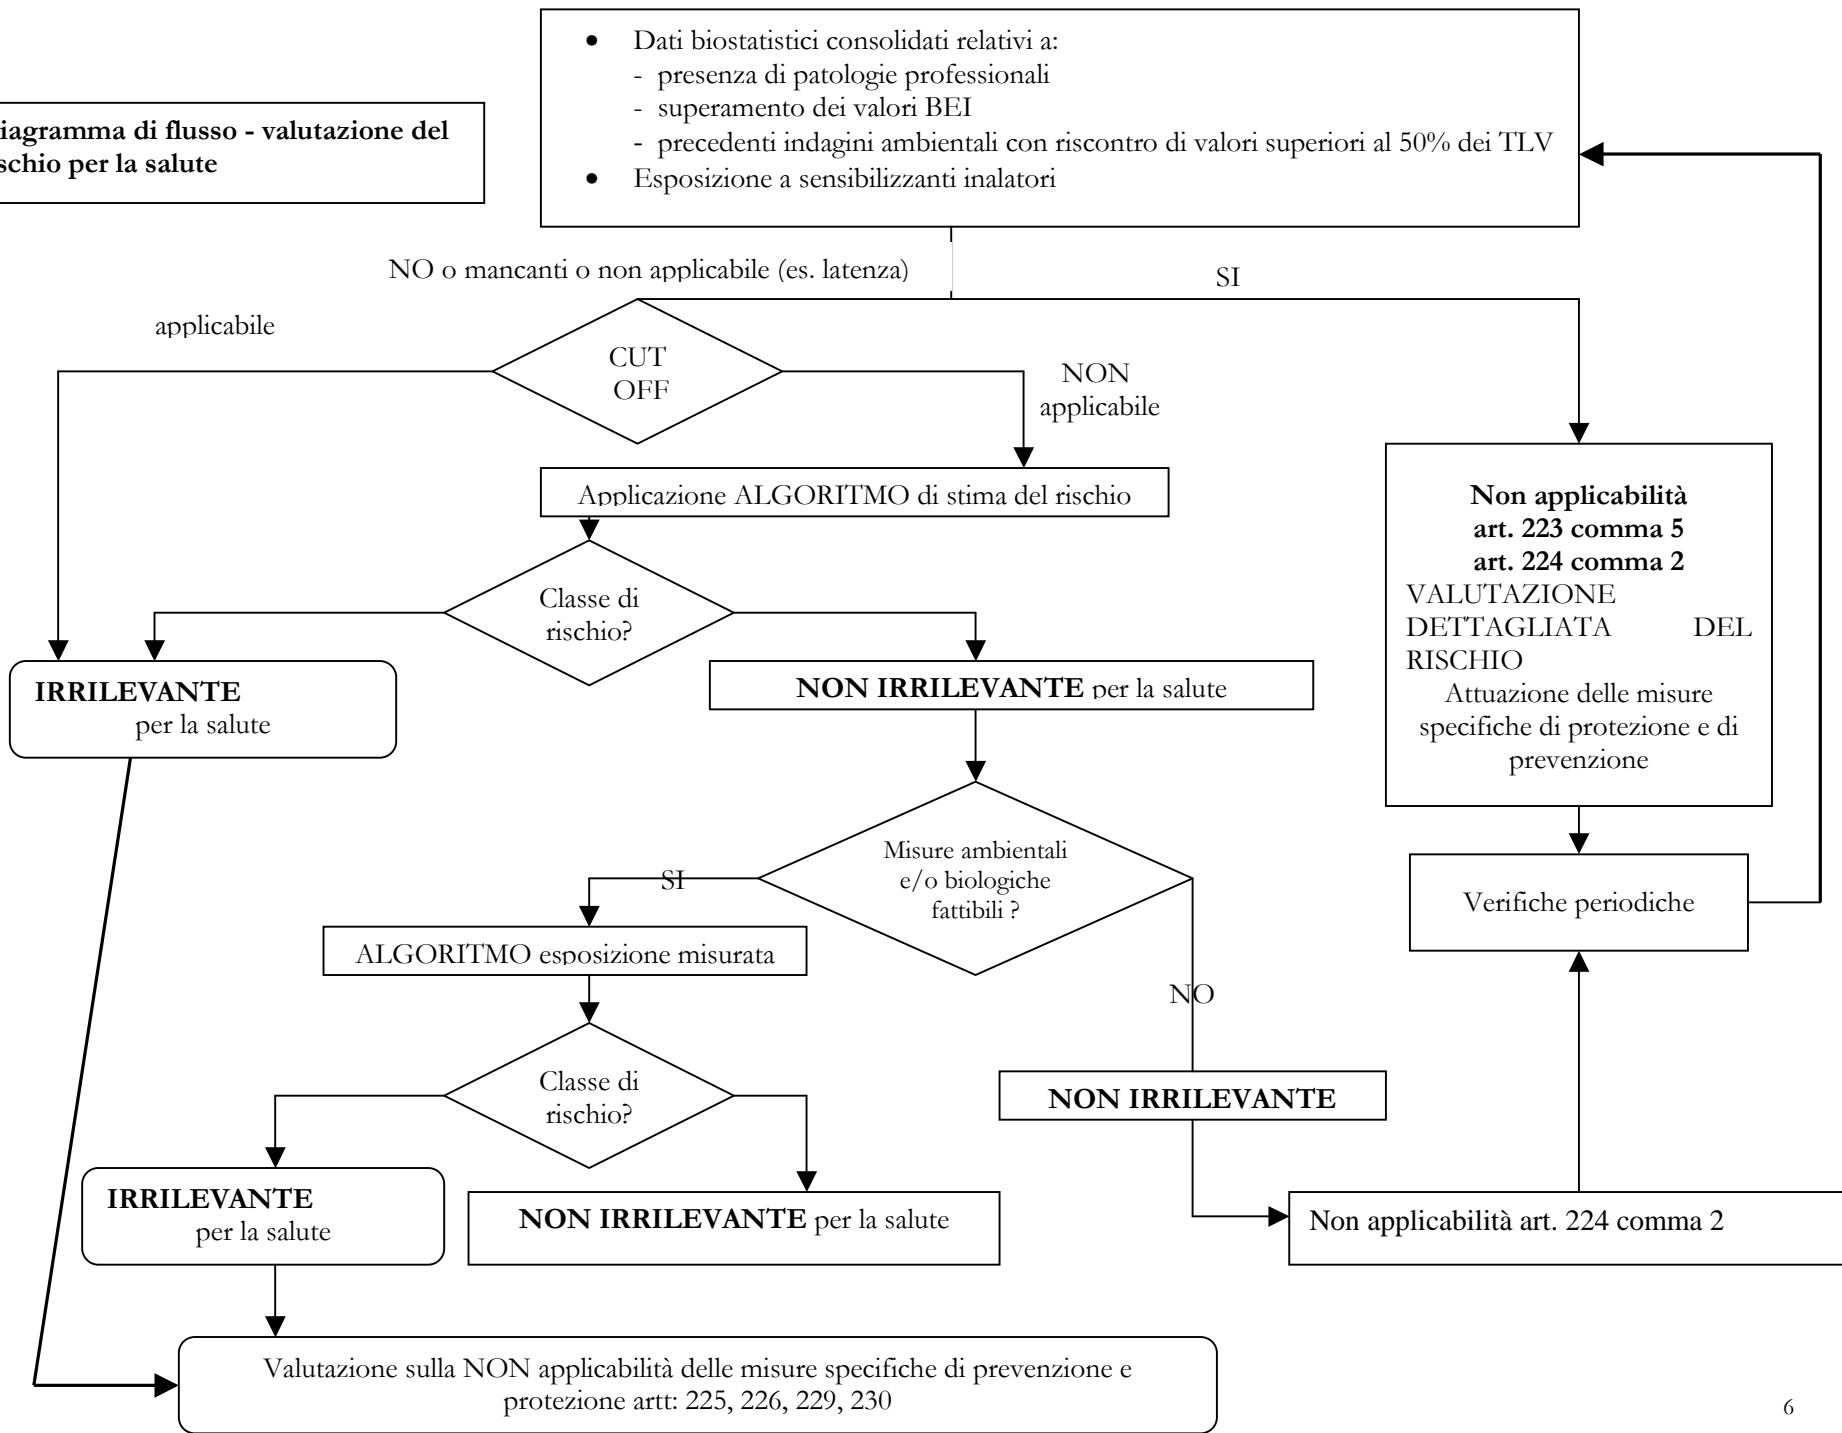 • Dati biostatistici consolidati relativi a:
- presenza di patologie professionali
- superamento dei valori BEI
- precedenti indagini ambientali con riscontro di valori superiori al 50% dei TLV
• Esposizione a sensibilizzanti inalatori
iagramma di flusso - valutazione del
schio per la salute
NO o mancanti o non applicabile (es. latenza)
SI
applicabile
CUT
OFF
NON
applicabile
Applicazione ALGORITMO di stima del rischio
Non applicabilità
art. 223 comma 5
art. 224 comma 2
VALUTAZIONE
DETTAGLIATA DEL
RISCHIO
Attuazione delle misure
specifiche di protezione e di
prevenzione
Classe di
rischio?
IRRILEVANTE
per la salute
NON IRRILEVANTE per la salute
Misure ambientali
e/o biologiche
fattibili ?
SI
Verifiche periodiche
ALGORITMO esposizione misurata
NO
Classe di
rischio?
NON IRRILEVANTE
IRRILEVANTE
per la salute
NON IRRILEVANTE per la salute
Non applicabilità art. 224 comma 2
Valutazione sulla NON applicabilità delle misure specifiche di prevenzione e
protezione artt: 225, 226, 229, 230
6